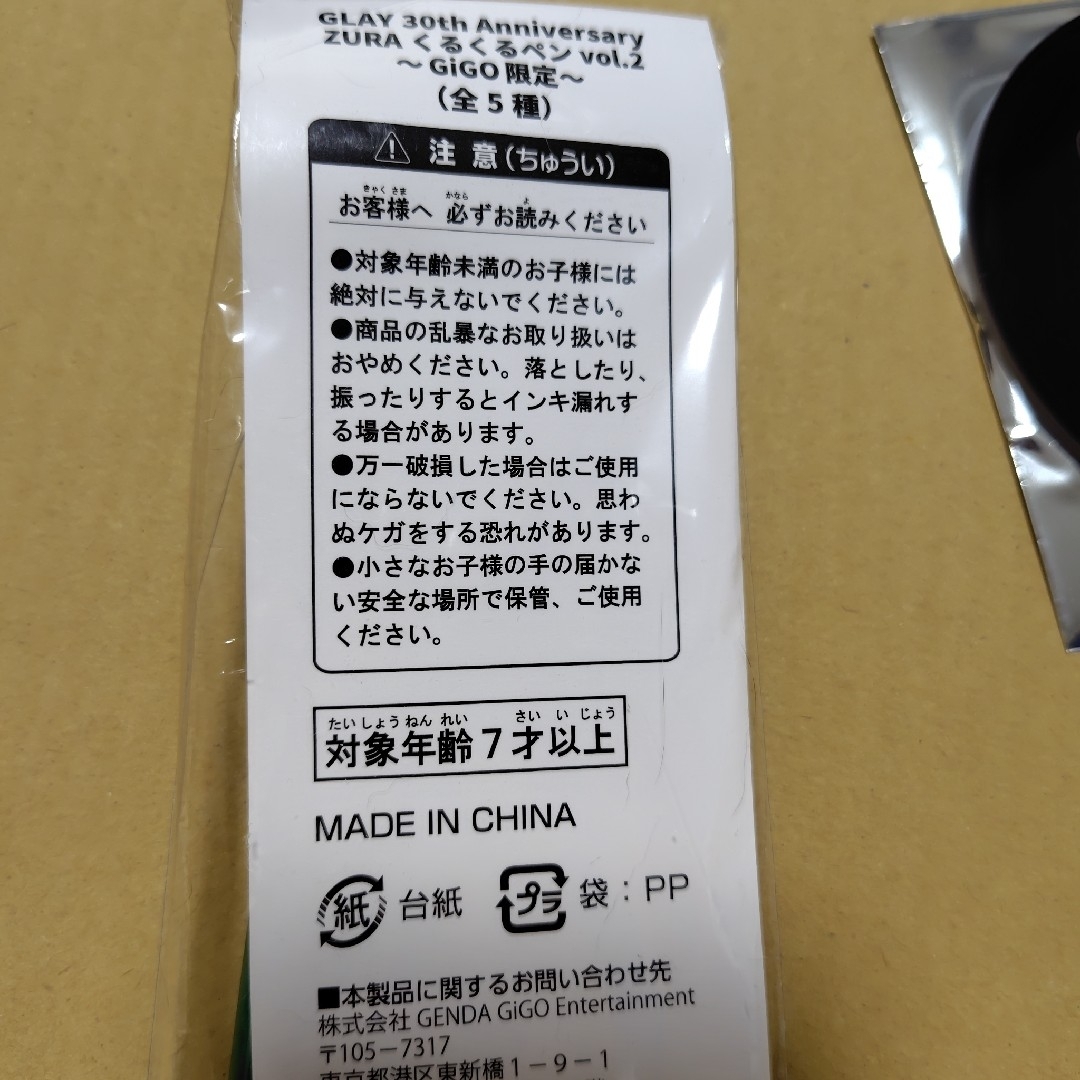 GLAY 30th Anniversary
ZURA くるくるペン vol.2
～ GiGO 限定～
（全 5 種）
注 意（ちゅうい）
お客様へ 必ずお読みください
きゃく さま かなら よ
●対象年齢未満のお子様には
絶対に与えないでください。
●商品の乱暴なお取り扱いは
おやめください。落としたり、
振ったりするとインキ漏れす
る場合があります。
●万一破損した場合はご使用
にならないでください。思わ
ぬケガをする恐れがあります。
●小さなお子様の手の届かな
い安全な場所で保管、ご使用
ください。
たい しょう ねん れい さい い じょう
対象年齢 7 才以上
MADE IN CHINA
紙 台紙 プラ 袋：PP
■本製品に関するお問い合わせ先
株式会社 GENDA GiGO Entertainment
〒105－7317
東京都港区東新橋1－9－1